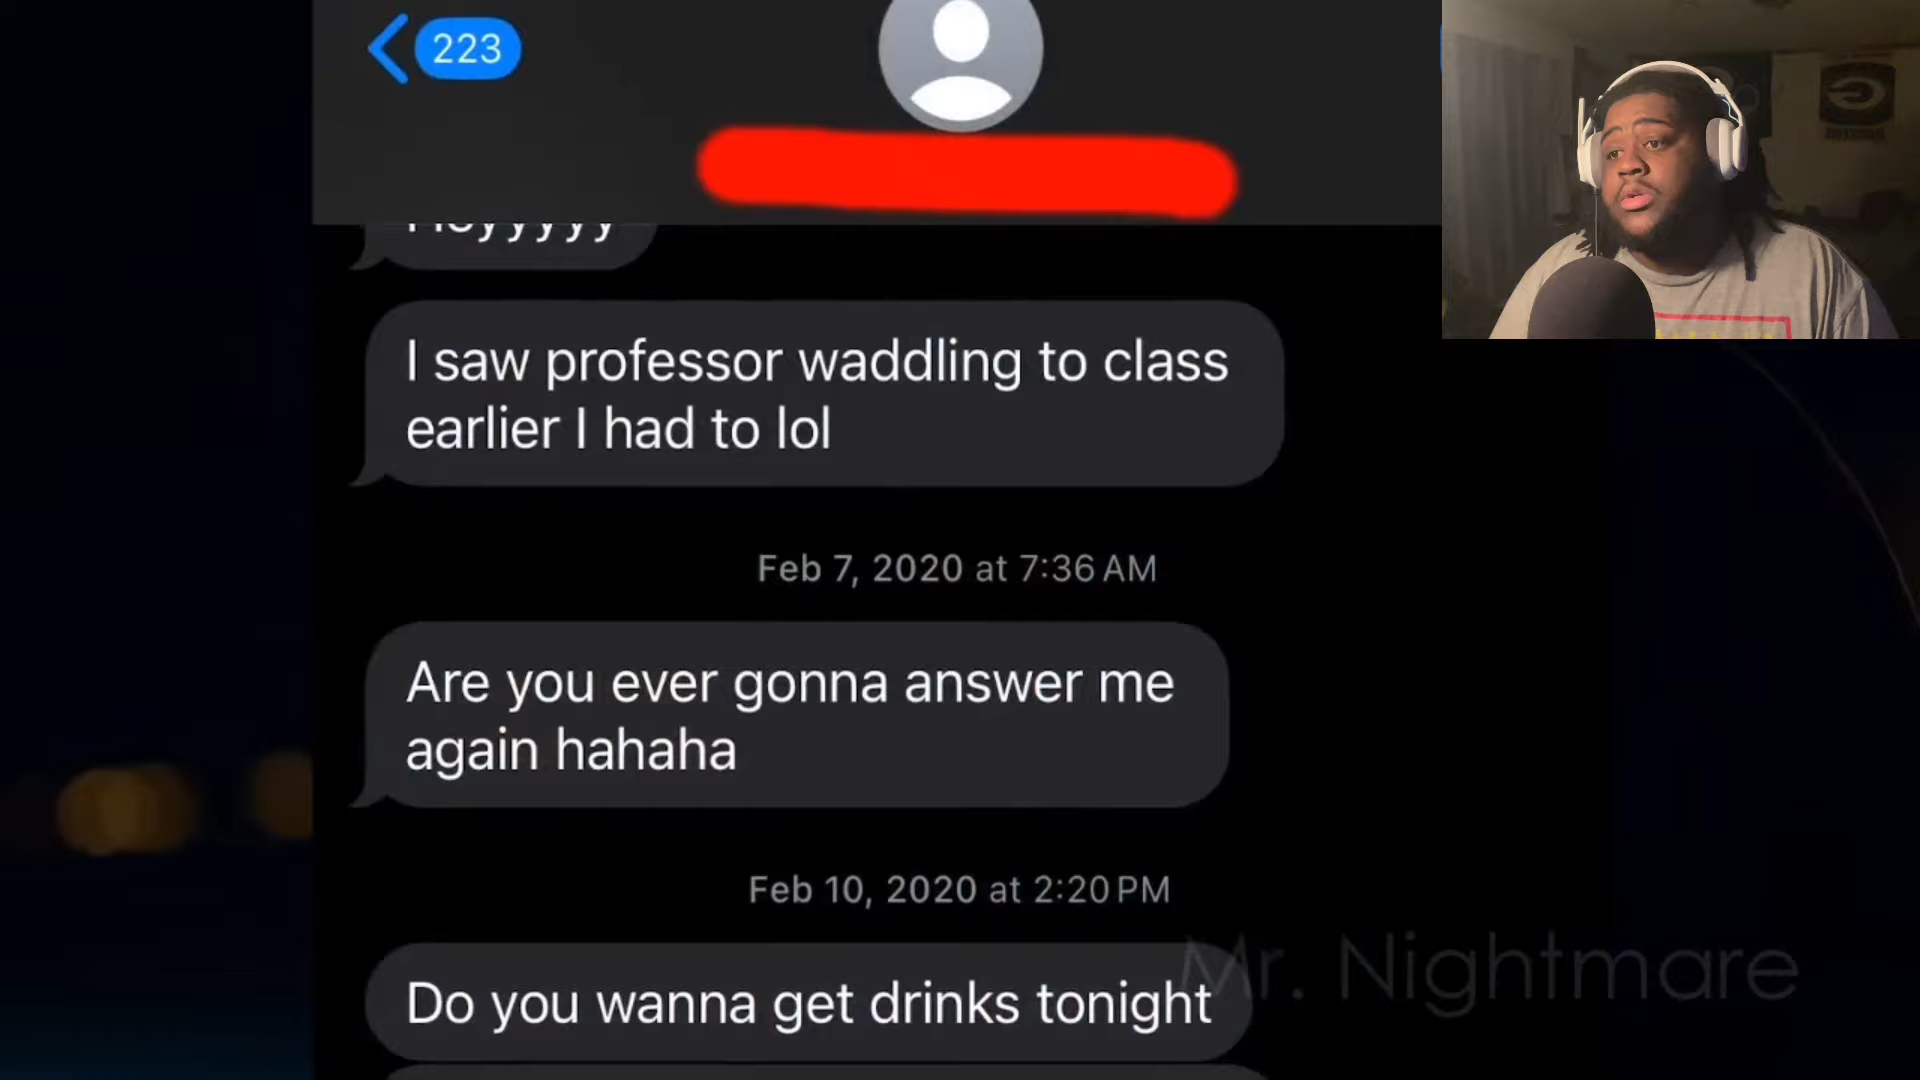 223
Heyyyyy
I saw professor waddling to class
earlier I had to lol
Feb 7, 2020 at 7:36 AM
Are you ever gonna answer me
again hahaha
Feb 10, 2020 at 2:20 PM
Do you wanna get drinks tonight
Mr. Nightmare